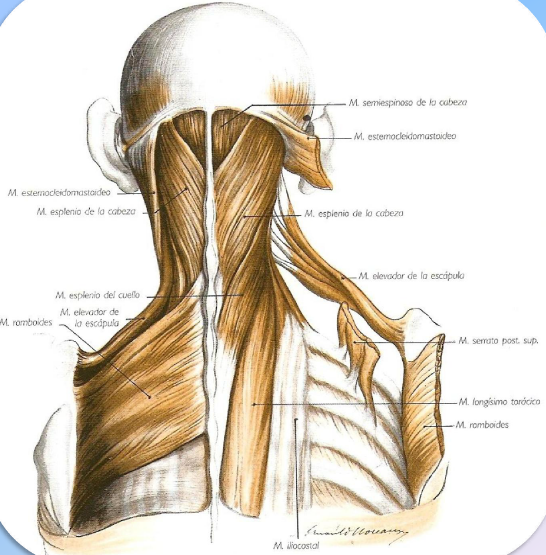 M. semiespinoso de la cabeza
M. esternocleidomastoideo
M. esternocleidomastoideo
M. esplenio de la cabeza
M. esplenio de la cabeza
M. elevador de la escápula
M. esplenio del cuello
M. elevador de
la escápula
M. romboides
M. serrato post. sup.
M. longísimo torácico
M. romboides
M. iliocostal